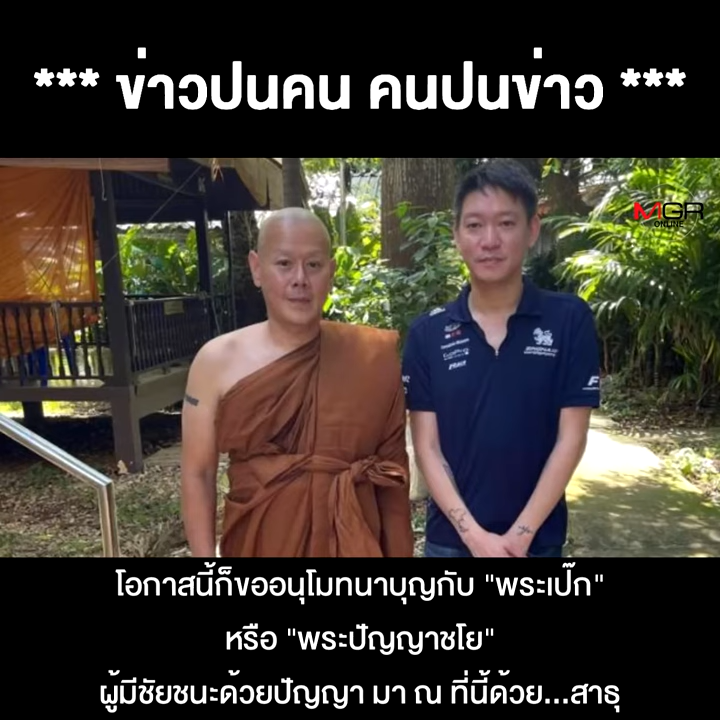 *** ข่าวปนคน คนปนข่าว ***
MGR
ONLINE
โอกาสนี้ก็ขออนุโมทนาบุญกับ "พระเป๊ก"
หรือ "พระปัญญาชโย"
ผู้มีชัยชนะด้วยปัญญา มา ณ ที่นี้ด้วย...สาธุ